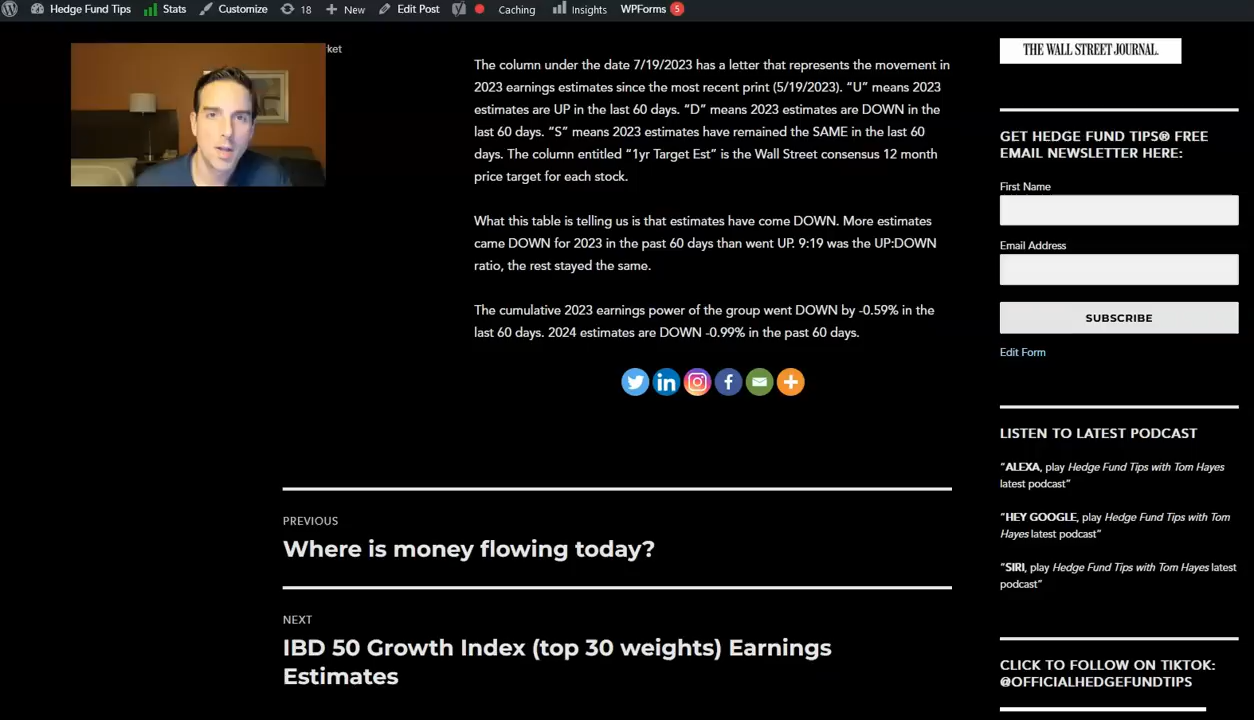 Hedge Fund Tips Stats Customize 18 New Edit Post Caching Insights WPForms 5
rket
The column under the date 7/19/2023 has a letter that represents the movement in
2023 earnings estimates since the most recent print (5/19/2023). “U” means 2023
estimates are UP in the last 60 days. “D” means 2023 estimates are DOWN in the
last 60 days. “S” means 2023 estimates have remained the SAME in the last 60
days. The column entitled “1yr Target Est” is the Wall Street consensus 12 month
price target for each stock.
What this table is telling us is that estimates have come DOWN. More estimates
came DOWN for 2023 in the past 60 days than went UP. 9:19 was the UP:DOWN
ratio, the rest stayed the same.
The cumulative 2023 earnings power of the group went DOWN by -0.59% in the
last 60 days. 2024 estimates are DOWN -0.99% in the past 60 days.
PREVIOUS
Where is money flowing today?
NEXT
IBD 50 Growth Index (top 30 weights) Earnings
Estimates
THE WALL STREET JOURNAL.
GET HEDGE FUND TIPS® FREE
EMAIL NEWSLETTER HERE:
First Name
Email Address
SUBSCRIBE
Edit Form
LISTEN TO LATEST PODCAST
“ALEXA, play Hedge Fund Tips with Tom Hayes
latest podcast”
“HEY GOOGLE, play Hedge Fund Tips with Tom
Hayes latest podcast”
“SIRI, play Hedge Fund Tips with Tom Hayes latest
podcast”
CLICK TO FOLLOW ON TIKTOK:
@OFFICIALHEDGEFUNDTIPS